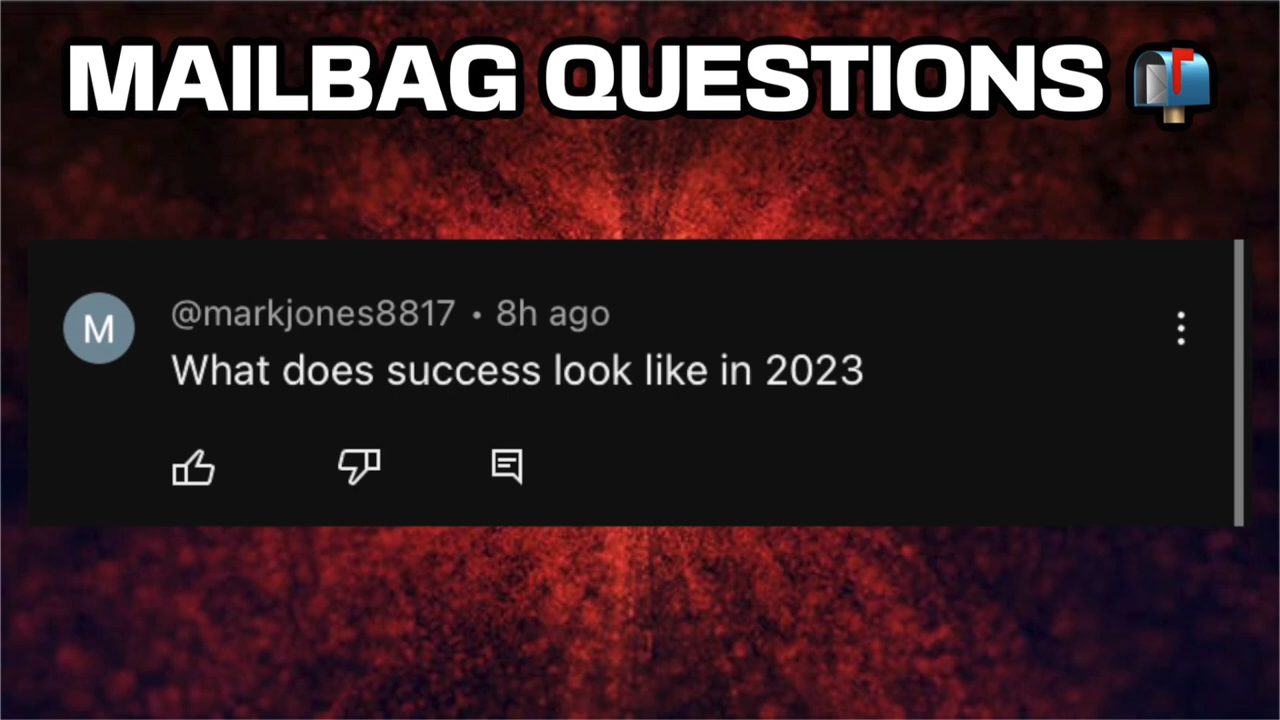 MAILBAG QUESTIONS 📬
M
@markjones8817 • 8h ago
What does success look like in 2023